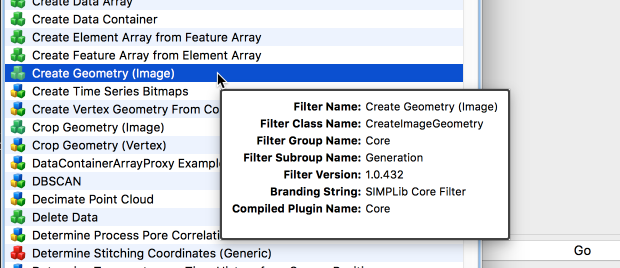 Create Data Array
Create Data Container
Create Element Array from Feature Array
Create Feature Array from Element Array
Create Geometry (Image)
Create Time Series Bitmaps
Create Vertex Geometry From Co
Crop Geometry (Image)
Crop Geometry (Vertex)
DataContainerArrayProxy Example
DBSCAN
Decimate Point Cloud
Delete Data
Determine Process Pore Correlati
Determine Stitching Coordinates (Generic)
Filter Name: Create Geometry (Image)
Filter Class Name: CreateImageGeometry
Filter Group Name: Core
Filter Subroup Name: Generation
Filter Version: 1.0.432
Branding String: SIMPLib Core Filter
Compiled Plugin Name: Core
Go